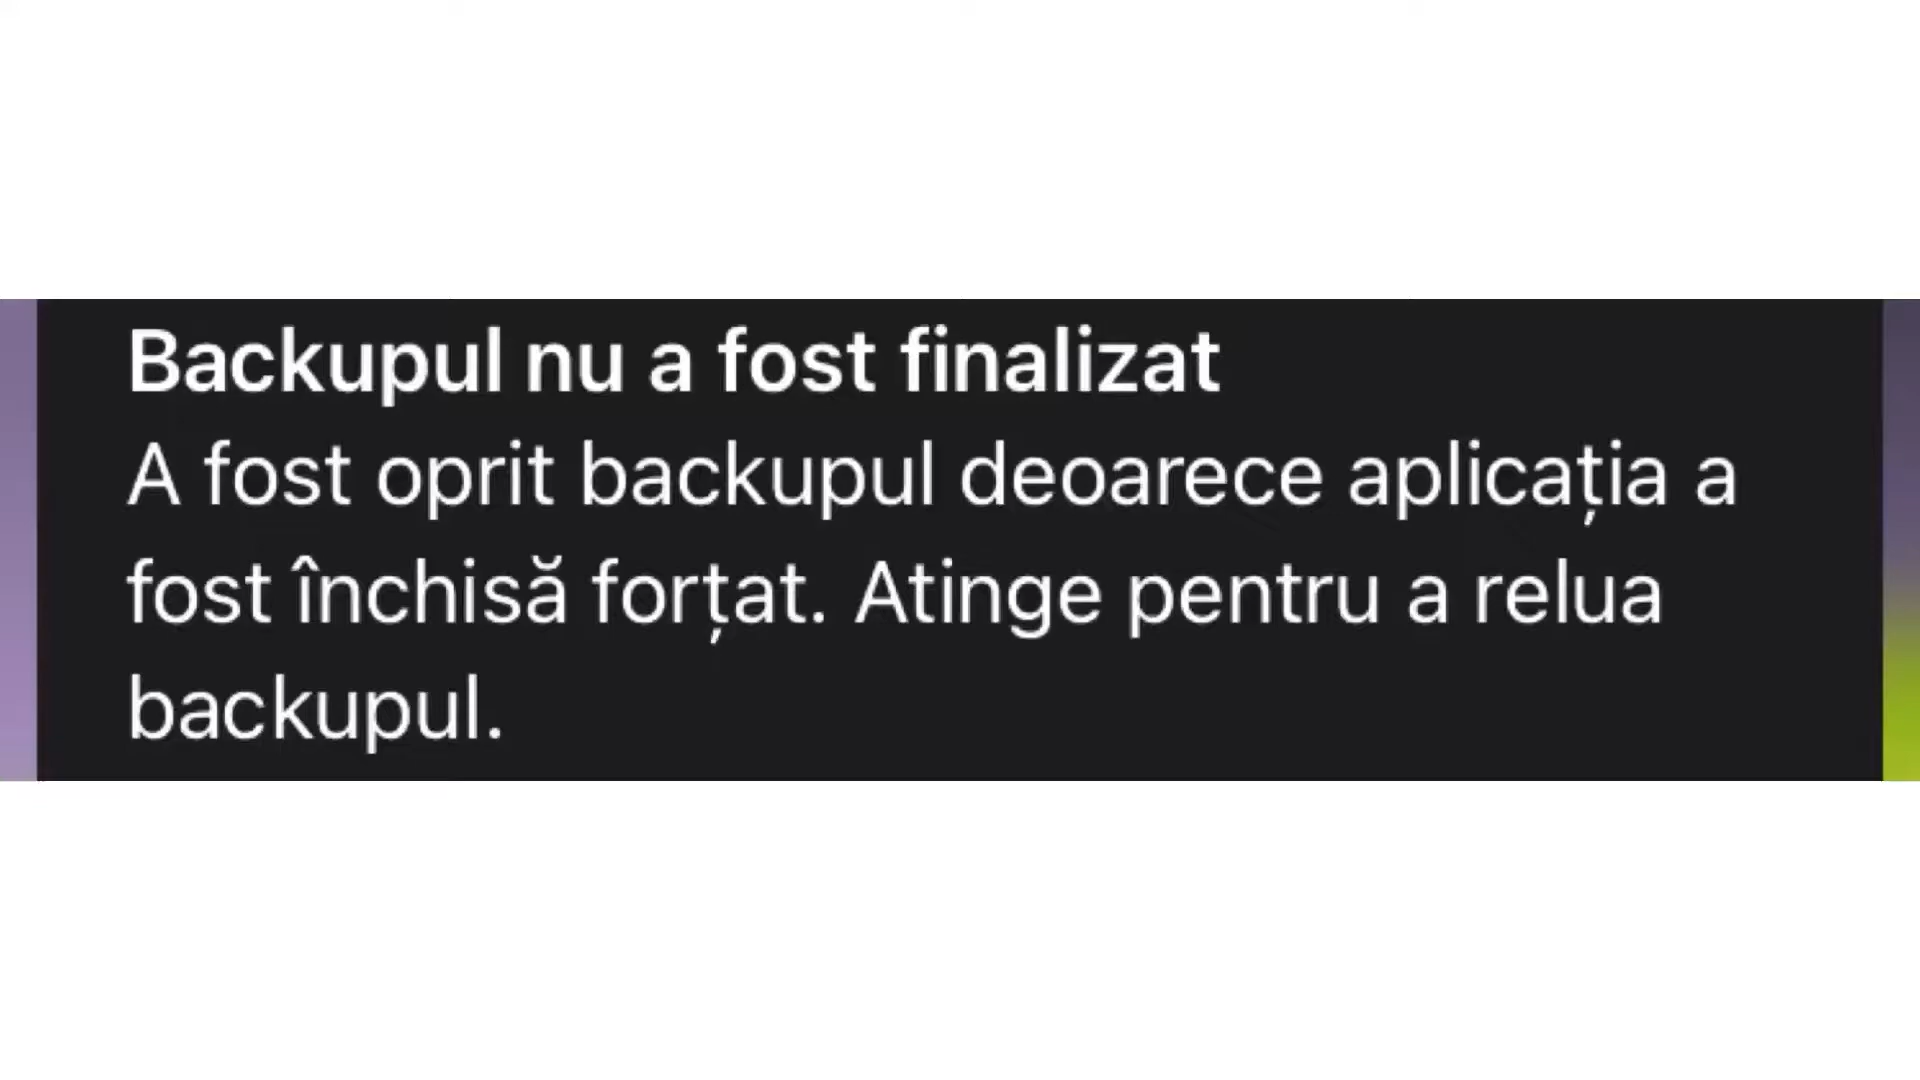 Backupul nu a fost finalizat
A fost oprit backupul deoarece aplicația a
fost închisă forțat. Atinge pentru a relua
backupul.